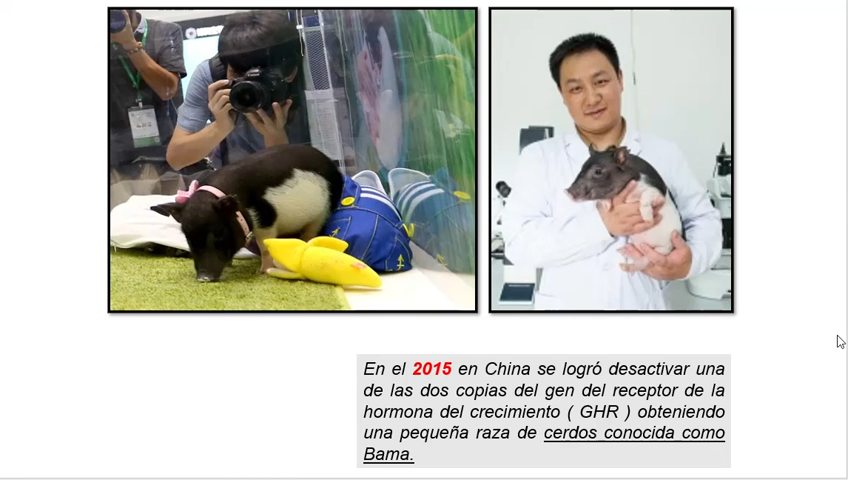 En el 2015 en China se logró desactivar una
de las dos copias del gen del receptor de la
hormona del crecimiento ( GHR ) obteniendo
una pequeña raza de cerdos conocida como
Bama.